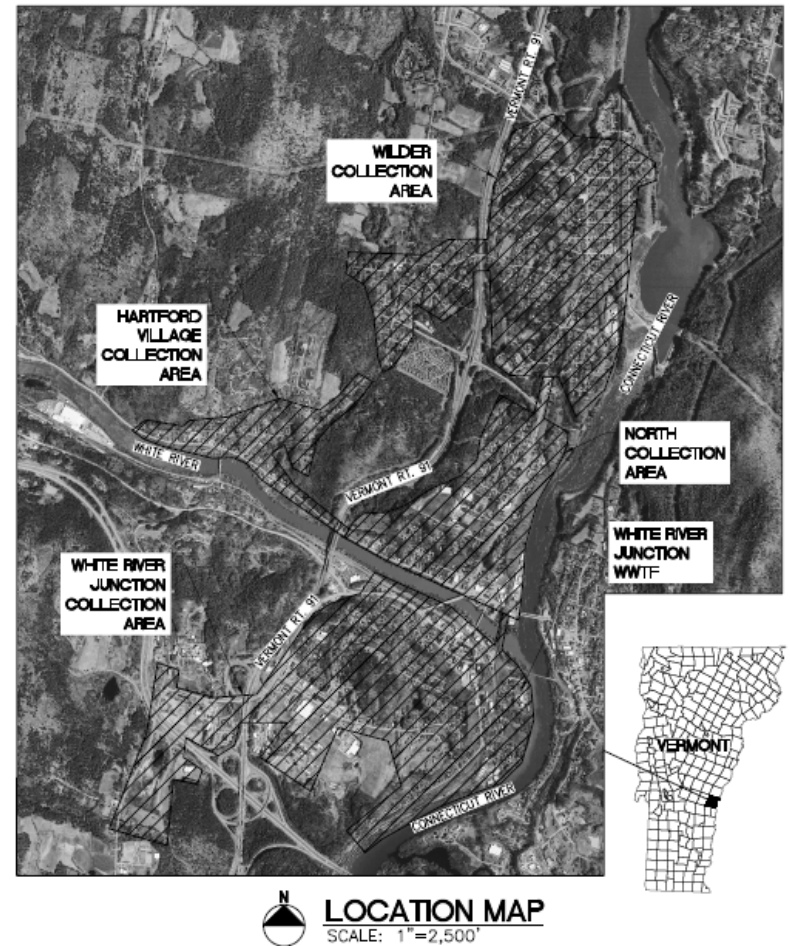 VERMONT RT. 91
WILDER
COLLECTION
AREA
HARTFORD
VILLAGE
COLLECTION
AREA
CONNECTICUT RIVER
WHITE RIVER
NORTH
COLLECTION
AREA
VERMONT RT. 91
WHITE RIVER
JUNCTION
WWTF
WHITE RIVER
JUNCTION
COLLECTION
AREA
VERMONT RT. 91
VERMONT
CONNECTICUT RIVER
N
LOCATION MAP
SCALE: 1"=2,500'